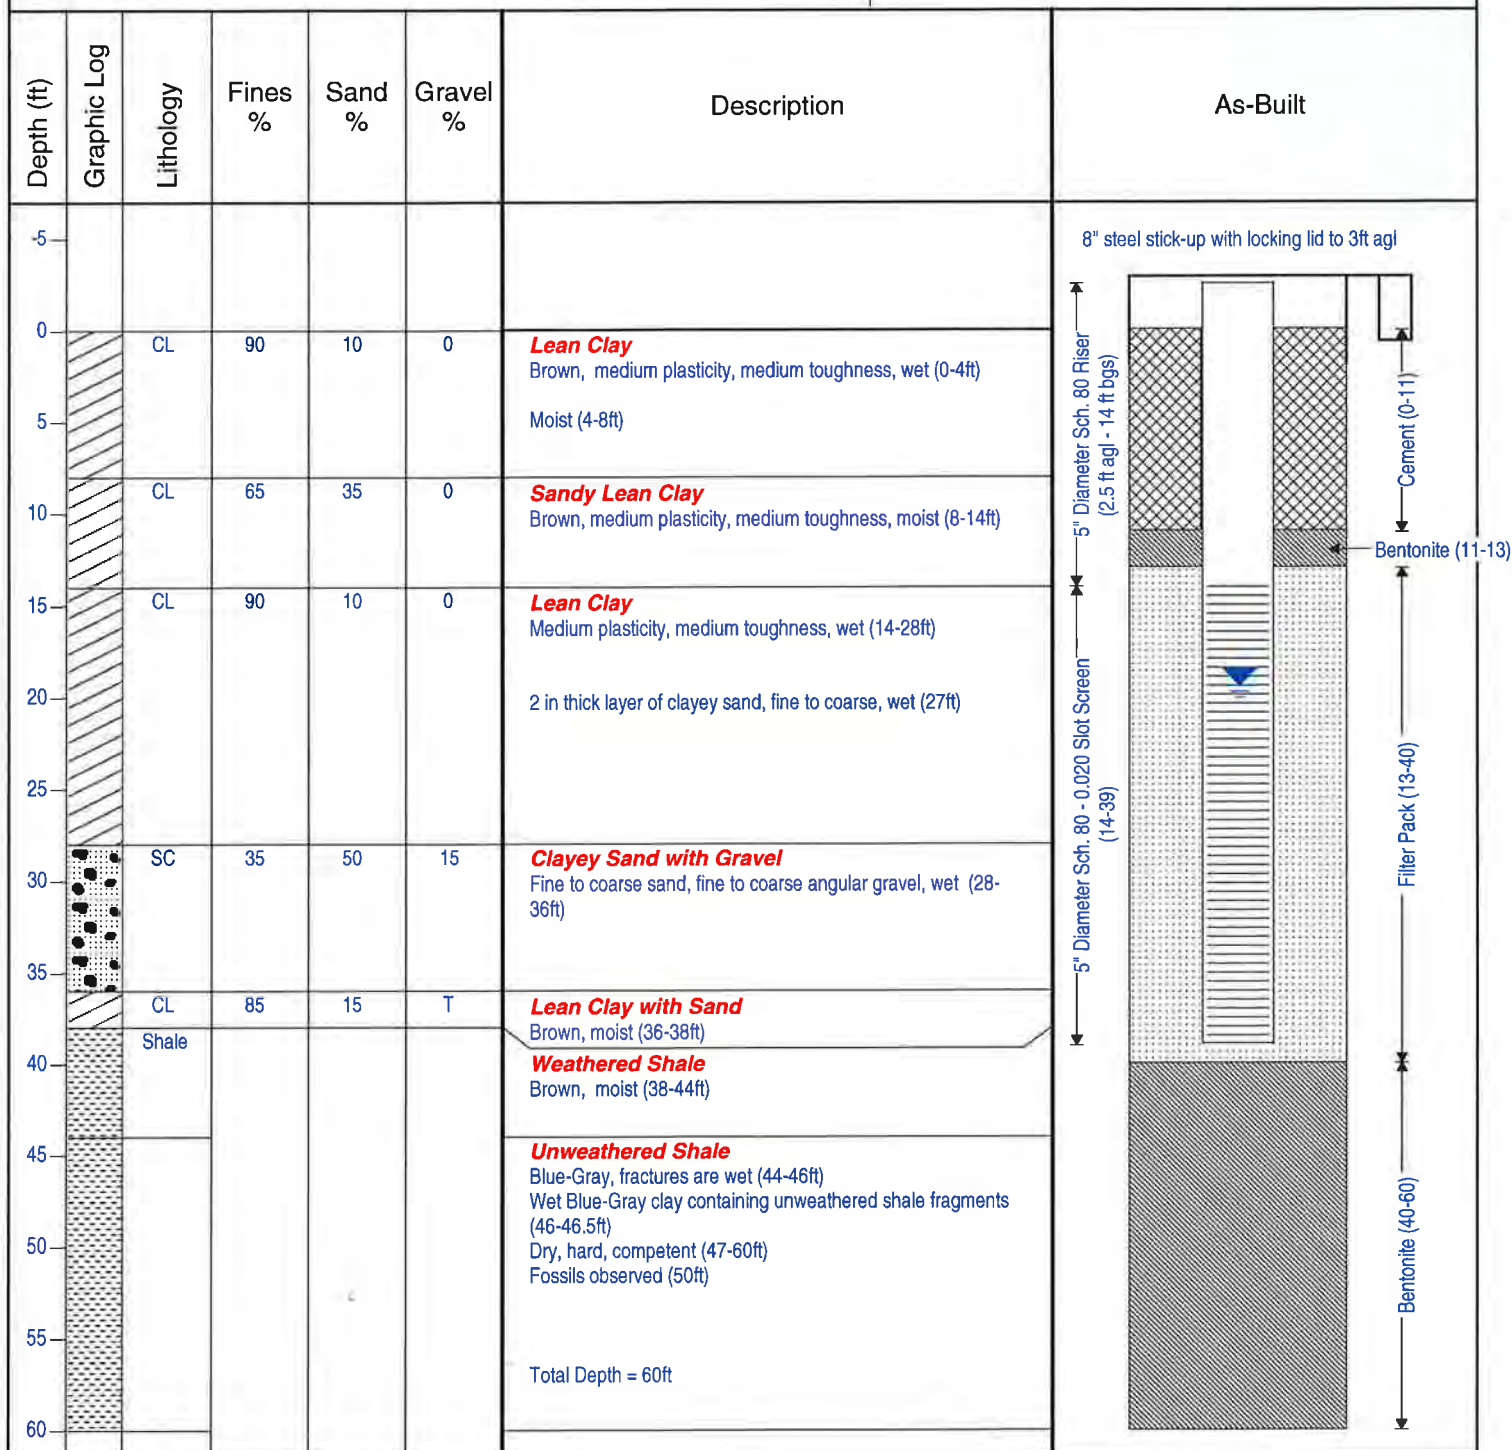 Depth (ft)
Graphic Log
Lithology
Fines
%
Sand
%
Gravel
%
Description
As-Built
-5
0
5
10
15
20
25
30
35
40
45
50
55
60
CL 90 10 0
Lean Clay
Brown, medium plasticity, medium toughness, wet (0-4ft)
Moist (4-8ft)
CL 65 35 0
Sandy Lean Clay
Brown, medium plasticity, medium toughness, moist (8-14ft)
CL 90 10 0
Lean Clay
Medium plasticity, medium toughness, wet (14-28ft)
2 in thick layer of clayey sand, fine to coarse, wet (27ft)
SC 35 50 15
Clayey Sand with Gravel
Fine to coarse sand, fine to coarse angular gravel, wet (28-
36ft)
CL 85 15 T
Lean Clay with Sand
Brown, moist (36-38ft)
Shale
Weathered Shale
Brown, moist (38-44ft)
Unweathered Shale
Blue-Gray, fractures are wet (44-46ft)
Wet Blue-Gray clay containing unweathered shale fragments
(46-46.5ft)
Dry, hard, competent (47-60ft)
Fossils observed (50ft)
Total Depth = 60ft
8" steel stick-up with locking lid to 3ft agl
5" Diameter Sch. 80 Riser
(2.5 ft agl - 14 ft bgs)
5" Diameter Sch. 80 - 0.020 Slot Screen
(14-39)
Cement (0-11)
Bentonite (11-13)
Filter Pack (13-40)
Bentonite (40-60)